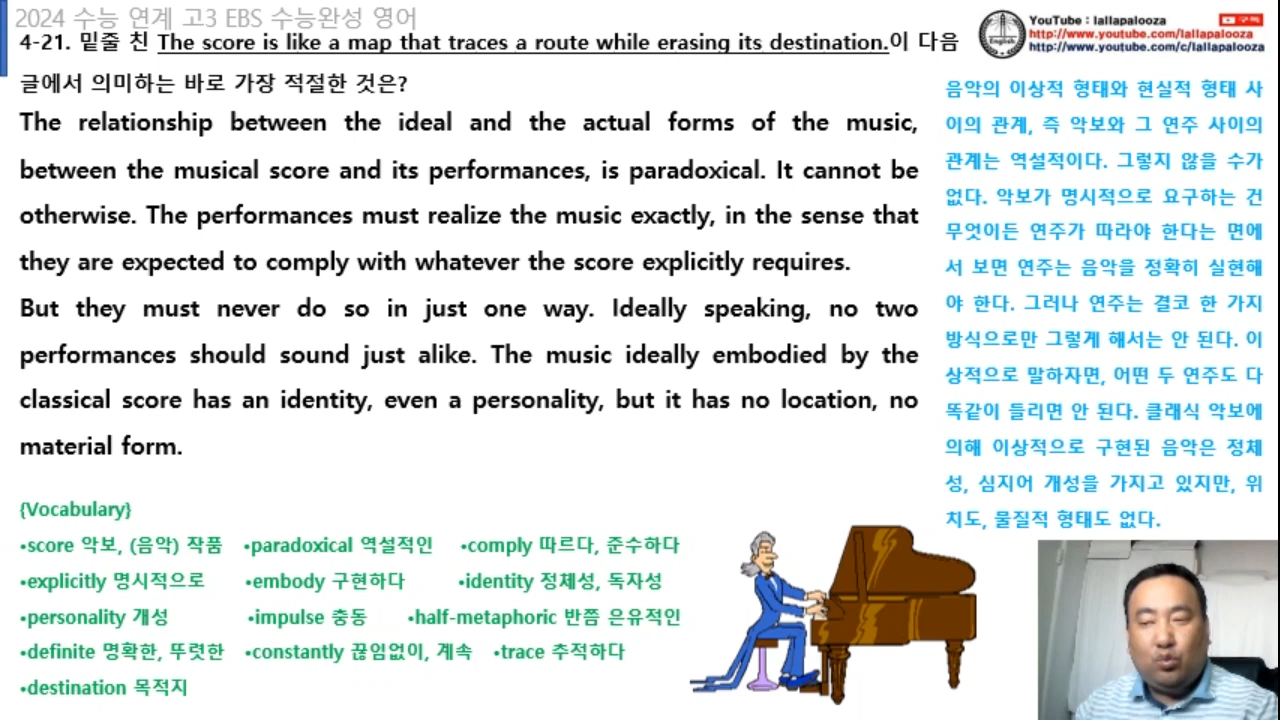 2024 수능 연계 고3 EBS 수능완성 영어
4-21. 밑줄 친 The score is like a map that traces a route while erasing its destination.이 다음
글에서 의미하는 바로 가장 적절한 것은?
The relationship between the ideal and the actual forms of the music,
between the musical score and its performances, is paradoxical. It cannot be
otherwise. The performances must realize the music exactly, in the sense that
they are expected to comply with whatever the score explicitly requires.
But they must never do so in just one way. Ideally speaking, no two
performances should sound just alike. The music ideally embodied by the
classical score has an identity, even a personality, but it has no location, no
material form.
{Vocabulary}
•score 악보, (음악) 작품 •paradoxical 역설적인 •comply 따르다, 준수하다
•explicitly 명시적으로 •embody 구현하다 •identity 정체성, 독자성
•personality 개성 •impulse 충동 •half-metaphoric 반쯤 은유적인
•definite 명확한, 뚜렷한 •constantly 끊임없이, 계속 •trace 추적하다
•destination 목적지
YouTube : lallapalooza
구독
http://www.youtube.com/lallapalooza
http://www.youtube.com/c/lallapalooza
English
음악의 이상적 형태와 현실적 형태 사
이의 관계, 즉 악보와 그 연주 사이의
관계는 역설적이다. 그렇지 않을 수가
없다. 악보가 명시적으로 요구하는 건
무엇이든 연주가 따라야 한다는 면에
서 보면 연주는 음악을 정확히 실현해
야 한다. 그러나 연주는 결코 한 가지
방식으로만 그렇게 해서는 안 된다. 이
상적으로 말하자면, 어떤 두 연주도 다
똑같이 들리면 안 된다. 클래식 악보에
의해 이상적으로 구현된 음악은 정체
성, 심지어 개성을 가지고 있지만, 위
치도, 물질적 형태도 없다.